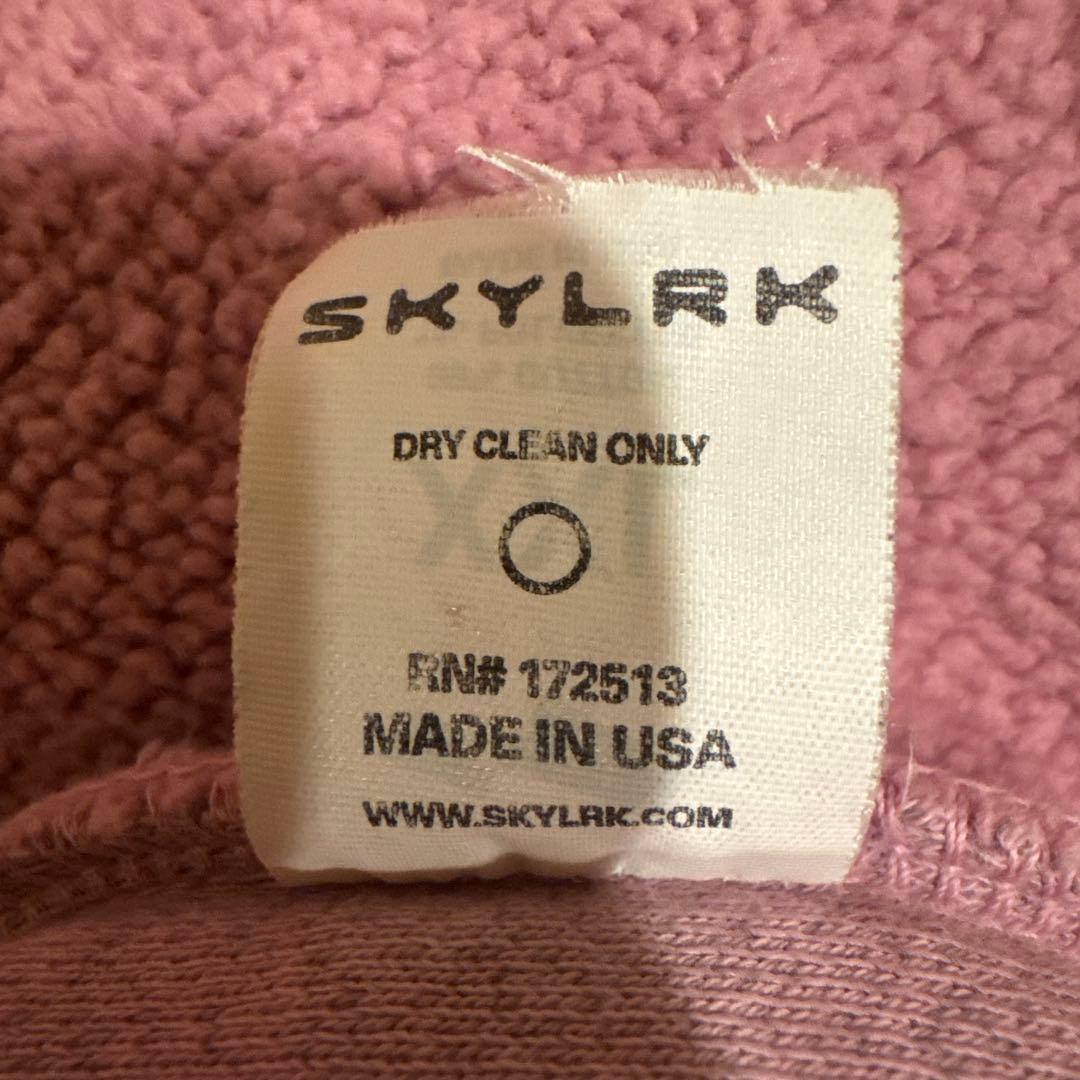 SKYLRK
DRY CLEAN ONLY
RN# 172513
MADE IN USA
WWW.SKYLRK.COM